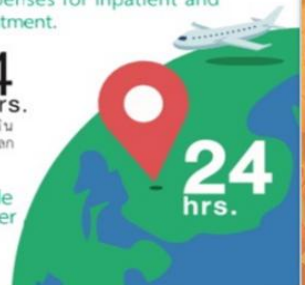 penses for inpatient and
tment.
4
rs.
24
hrs.
le
er